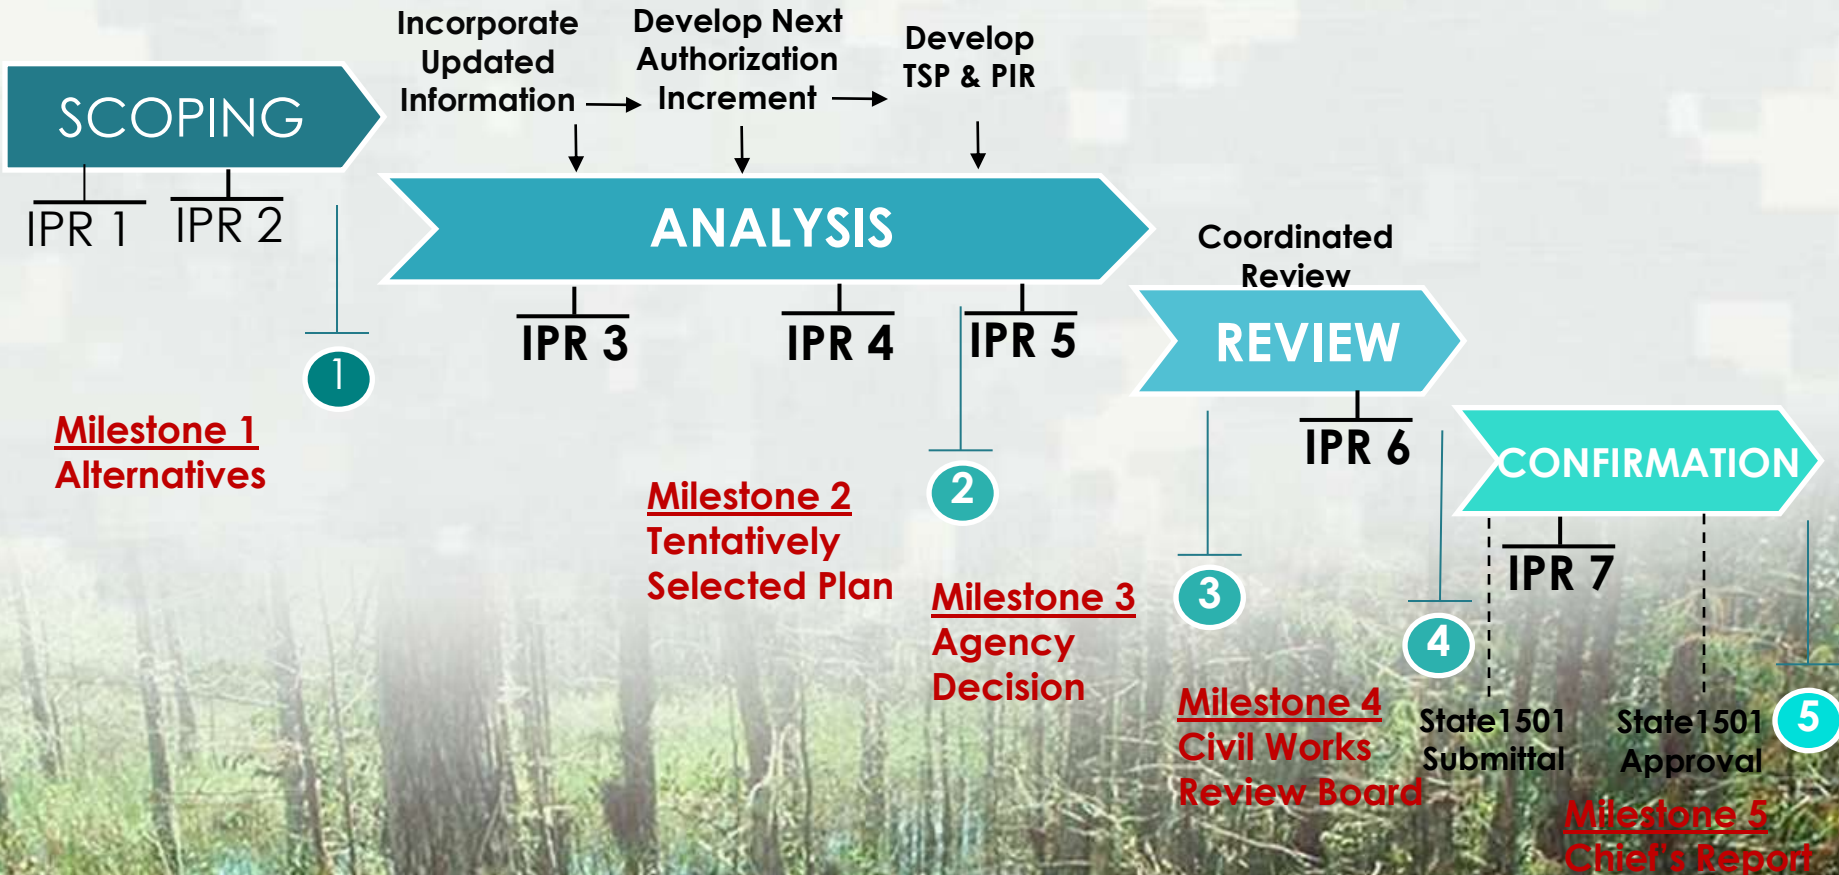 Incorporate
Updated
Information
Develop Next
Authorization
Increment
Develop
TSP & PIR
SCOPING
IPR 1
IPR 2
ANALYSIS
IPR 3
IPR 4
IPR 5
Coordinated
Review
REVIEW
IPR 6
CONFIRMATION
IPR 7
1
Milestone 1
Alternatives
2
Milestone 2
Tentatively
Selected Plan
3
Milestone 3
Agency
Decision
4
Milestone 4
Civil Works
Review Board
State1501
Submittal
State1501
Approval
5
Milestone 5
Chief's Report